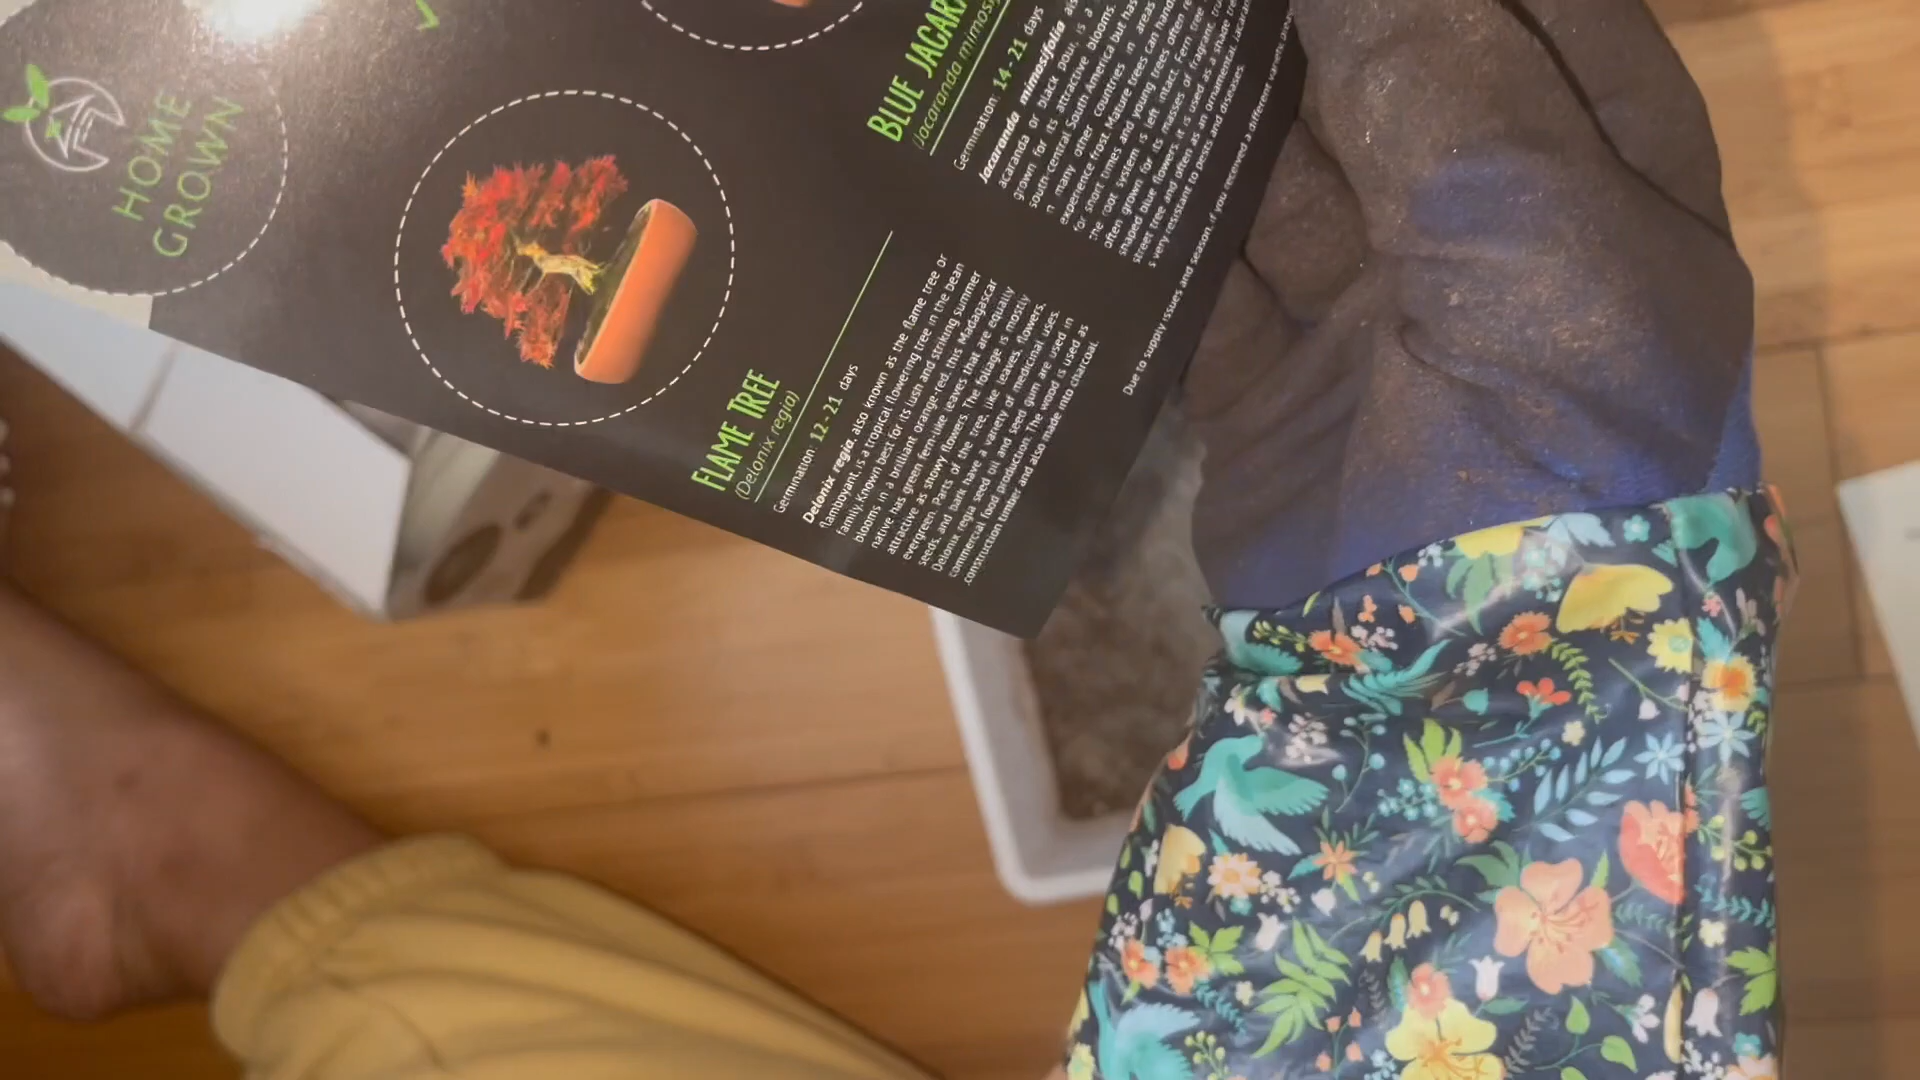 HOME
GROWN
FLAME TREE
(Delonix regia)
Germination: 12-21 days
Delonix regia, also known as the flame tree or
flamboyant, is a tropical flowering tree in the bean
family. Known best for its lush and striking summer
blooms in a brilliant orange-red, this Madagascar
native has green fern-like leaves that are equally
attractive as showy flowers. The foliage is mostly
evergreen. Parts of the tree, like leaves, flowers,
seeds, and bark have a variety of medicinal uses.
Delonix regia seed oil and seed gum are used in
commercial food production. The wood is used as
construction timber and also made into charcoal.
BLUE JACARA
(Jacaranda mimosi
Germination: 14-21 days
Jacaranda mimosifolia als
acaranda or black poui, is a
grown for its attractive blooms.
south-central South America but has
n many other countries in areas
experience frost. Mature trees can hand
for short times and young trees often re
the root system is left intact. Fern tree
often grown for its masses of fragrant, tru
shaped blue flowers. it is used as a shade tree
street tree and often as an ornamental. Jacaran
s very resistant to pests and diseases.
Due to supply issues and season, if you received a different variety